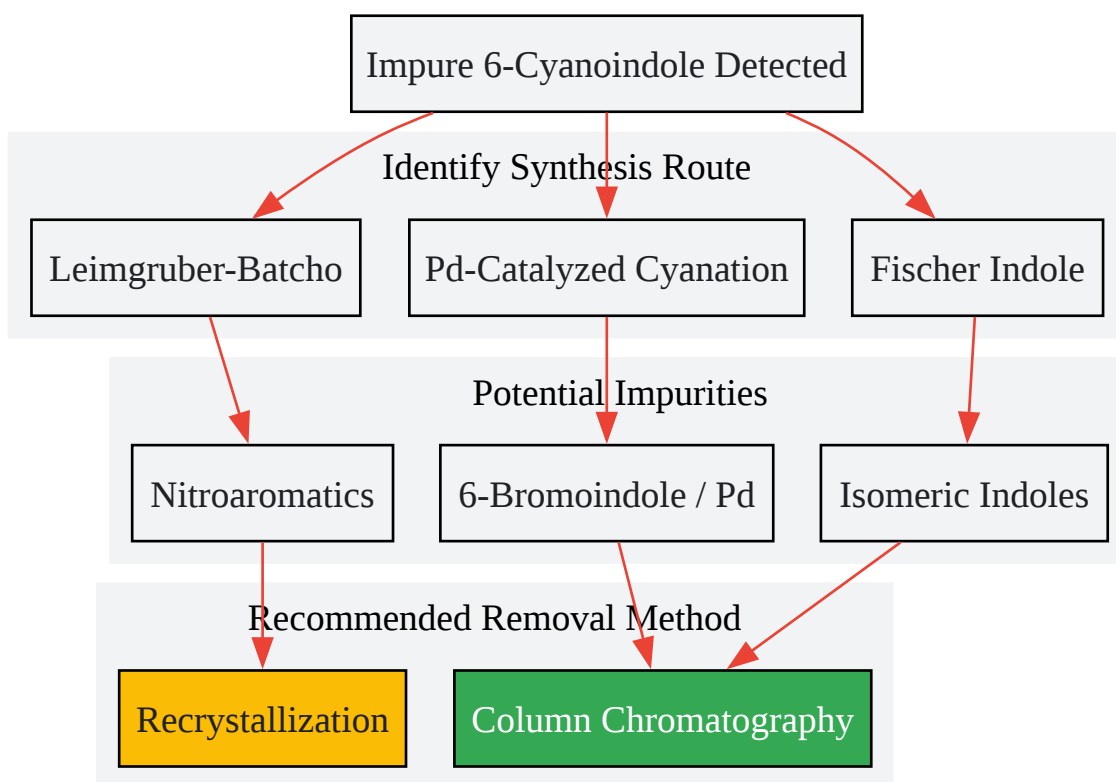 Impure 6-Cyanoindole Detected
Identify Synthesis Route
Leimgruber-Batcho
Pd-Catalyzed Cyanation
Fischer Indole
Potential Impurities
Nitroaromatics
6-Bromoindole / Pd
Isomeric Indoles
Recommended Removal Method
Recrystallization
Column Chromatography